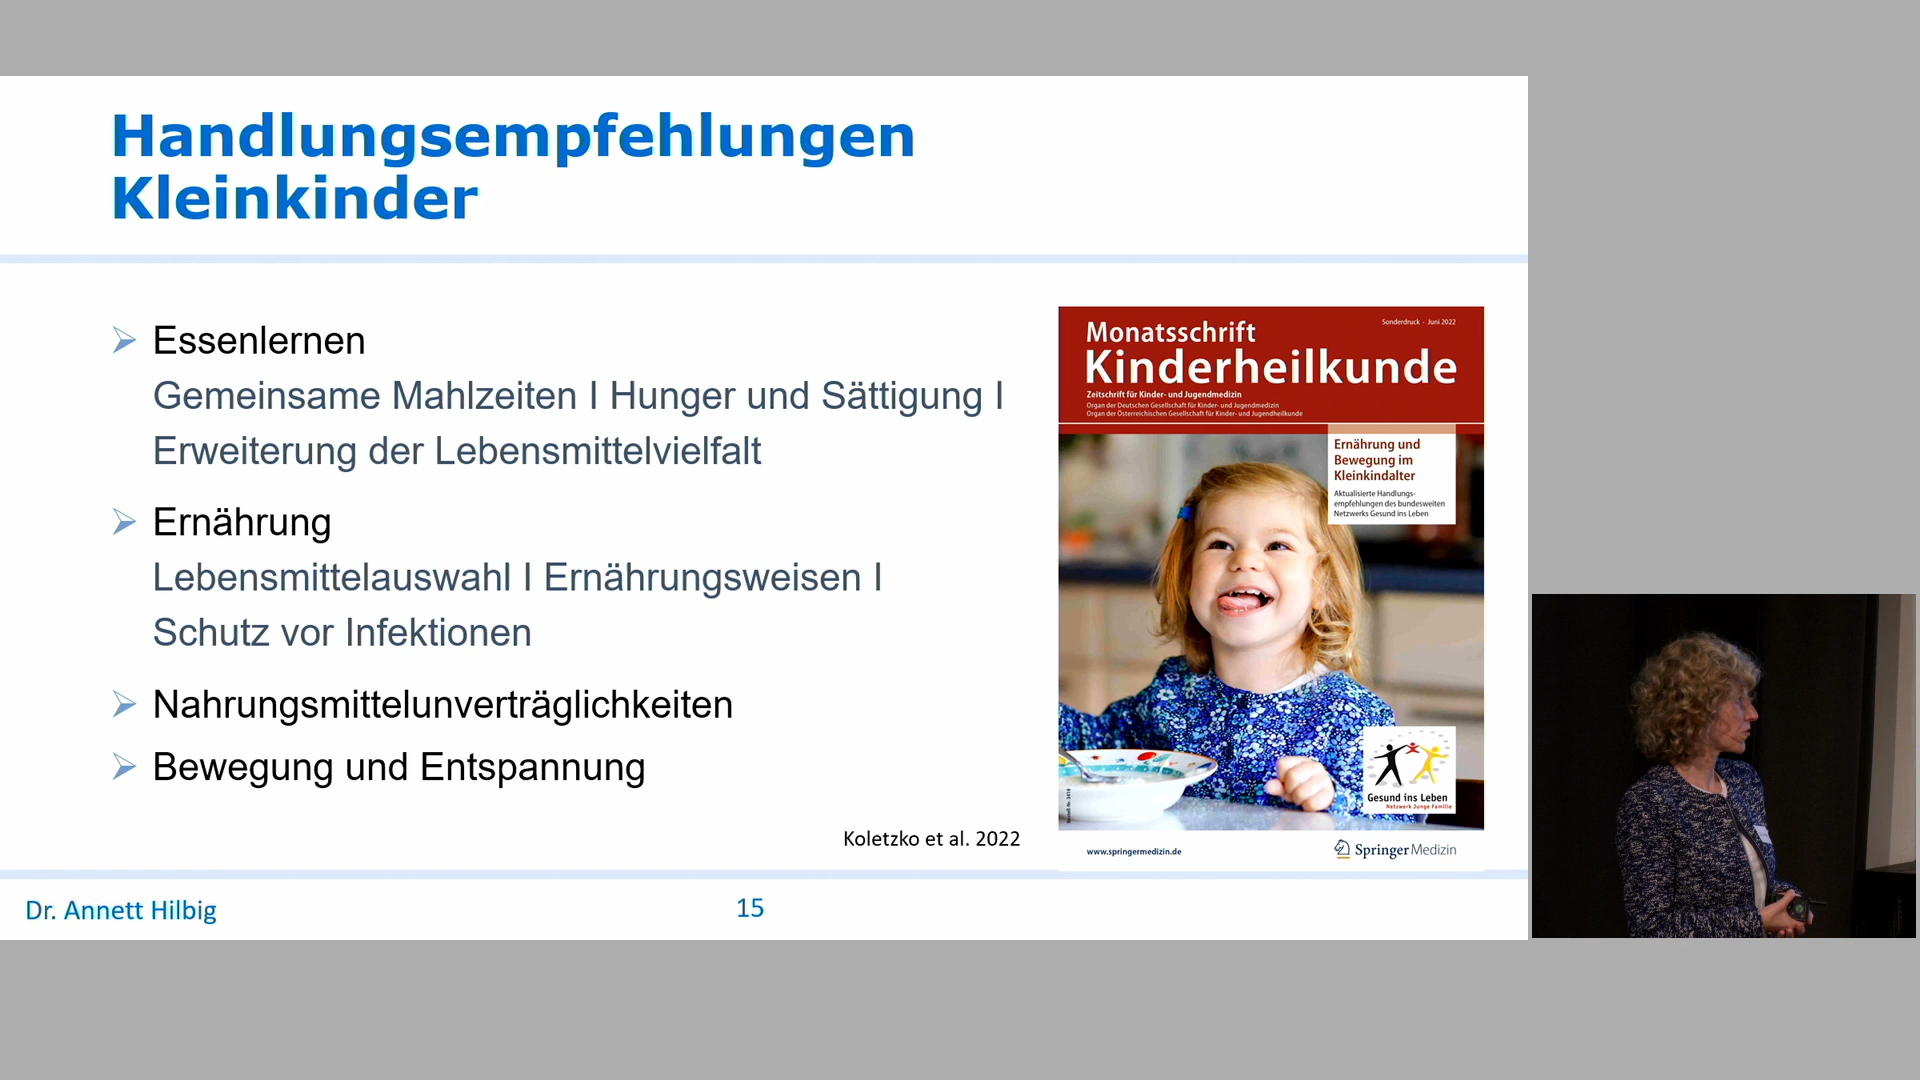 Handlungsempfehlungen
Kleinkinder
Essenlernen
Gemeinsame Mahlzeiten I Hunger und Sättigung I
Erweiterung der Lebensmittelvielfalt
Ernährung
Lebensmittelauswahl I Ernährungsweisen I
Schutz vor Infektionen
Nahrungsmittelunverträglichkeiten
Bewegung und Entspannung
Koletzko et al. 2022
Sonderdruck - Juni 2022
Monatsschrift
Kinderheilkunde
Zeitschrift für Kinder- und Jugendmedizin
Organ der Deutschen Gesellschaft für Kinder- und Jugendmedizin
Organ der Österreichischen Gesellschaft für Kinder- und Jugendheilkunde
Ernährung und
Bewegung im
Kleinkindalter
Aktualisierte Handlungs-
empfehlungen des bundesweiten
Netzwerks Gesund ins Leben
Gesund ins Leben
Netzwerk Junge Familie
www.springermedizin.de
Springer Medizin
Dr. Annett Hilbig
15